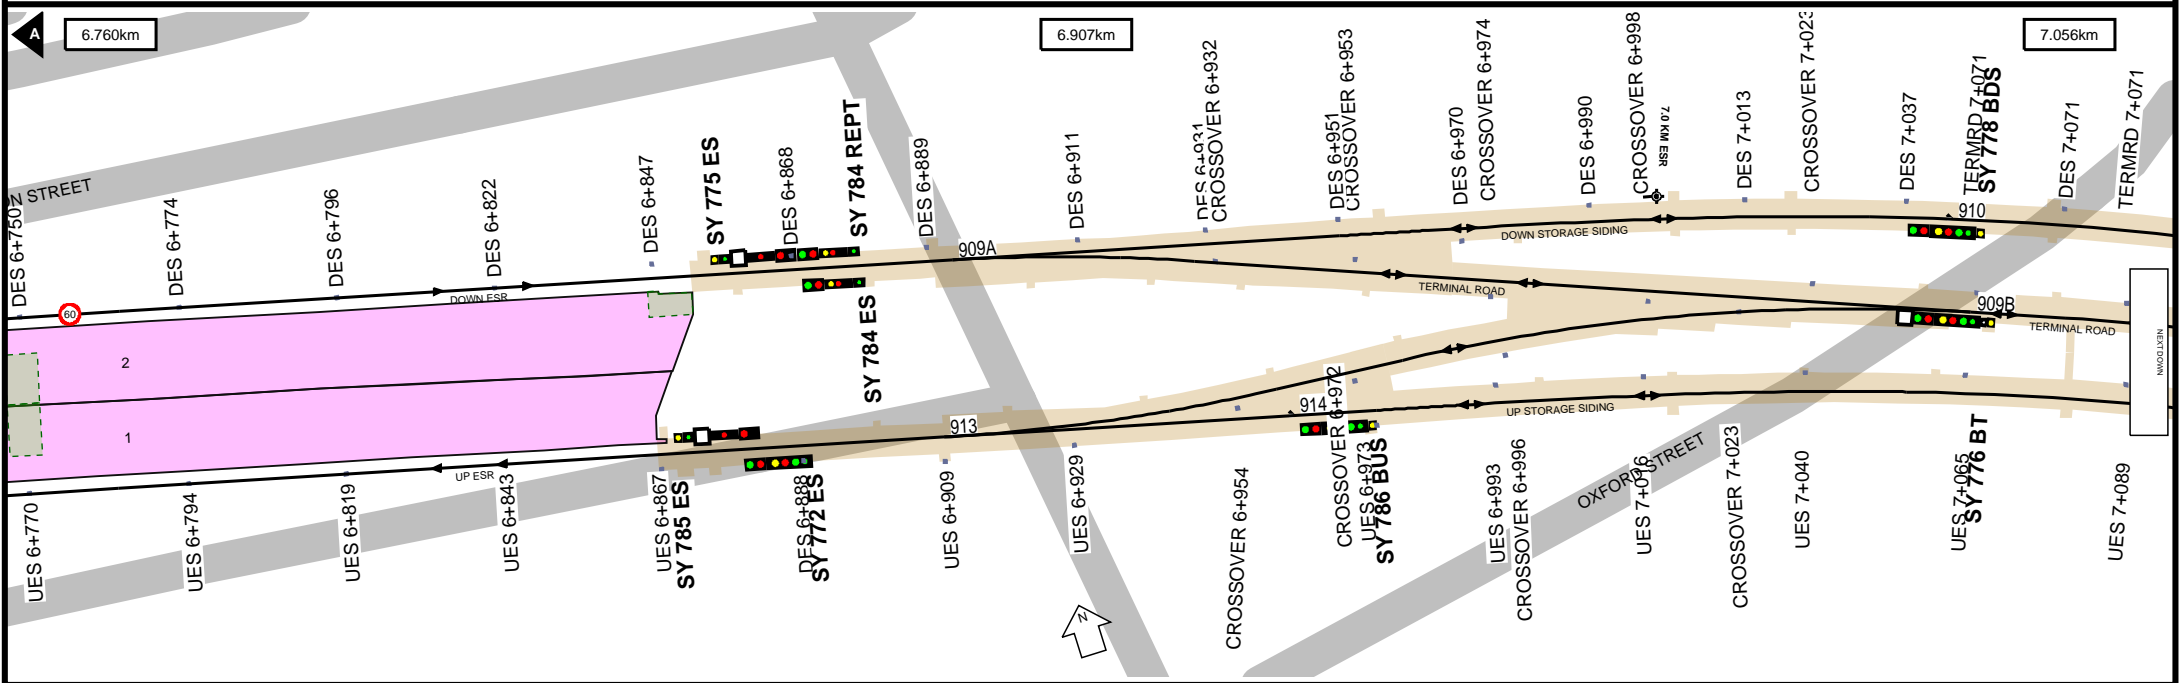 A
6.760km
6.907km
7.056km
DES 6+750
DES 6+774
DES 6+796
DES 6+822
DES 6+847
SY 775 ES
DES 6+868
SY 784 REPT
DES 6+889
DES 6+911
DES 6+931
CROSSOVER 6+932
DES 6+951
CROSSOVER 6+953
DES 6+970
CROSSOVER 6+974
DES 6+990
CROSSOVER 6+998
7.0 KM ESR
DES 7+013
CROSSOVER 7+023
DES 7+037
TERMRD 7+071
SY 778 BDS
DES 7+071
TERMRD 7+071
ON STREET
60
DOWN ESR
909A
DOWN STORAGE SIDING
910
TERMINAL ROAD
909B
TERMINAL ROAD
NEXT DOWN
2
1
SY 784 ES
UP ESR
913
914
UP STORAGE SIDING
OXFORD STREET
UES 6+770
UES 6+794
UES 6+819
UES 6+843
UES 6+867
SY 785 ES
DES 6+888
SY 772 ES
UES 6+909
UES 6+929
CROSSOVER 6+954
CROSSOVER 6+972
UES 6+973
SY 786 BUS
UES 6+993
CROSSOVER 6+996
CROSSOVER 7+023
UES 7+040
UES 7+065
SY 776 BT
UES 7+089
N